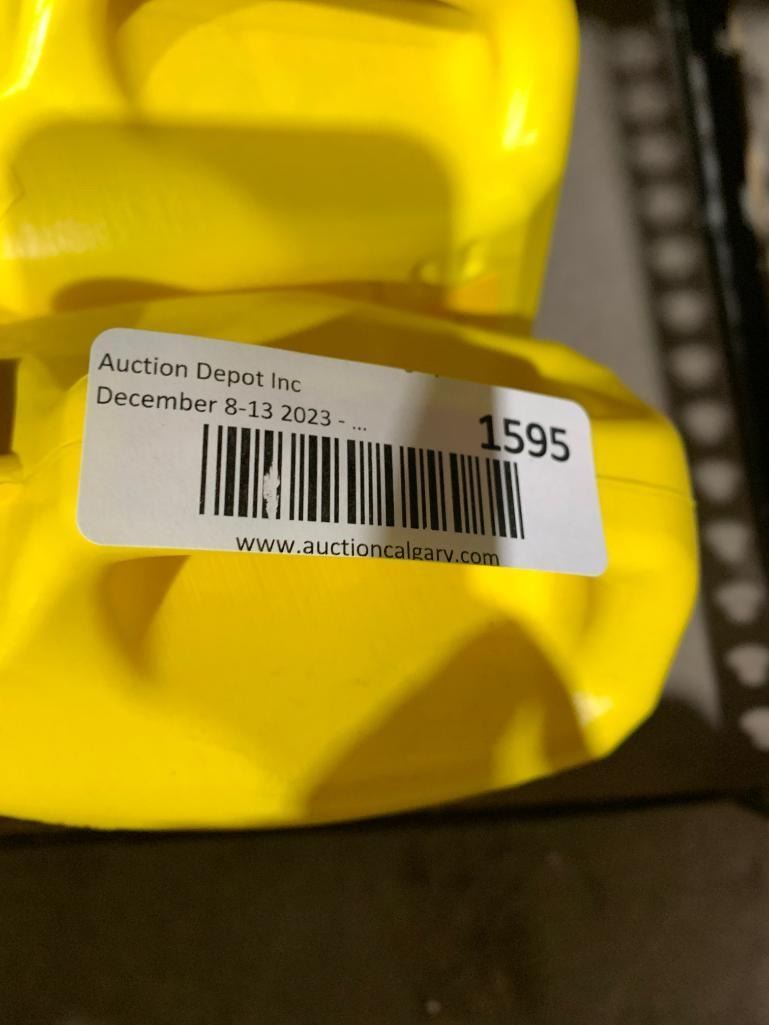 Auction Depot Inc
December 8-13 2023 - ...
1595
www.auctioncalgary.com